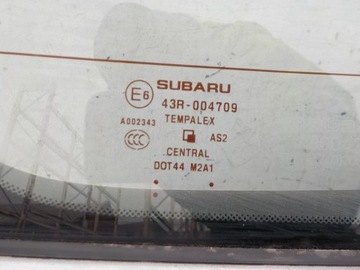 SUBARU
E6 43R-004709
A002343 TEMPALEX
CCC AS2
CENTRAL
DOT44 M2A1